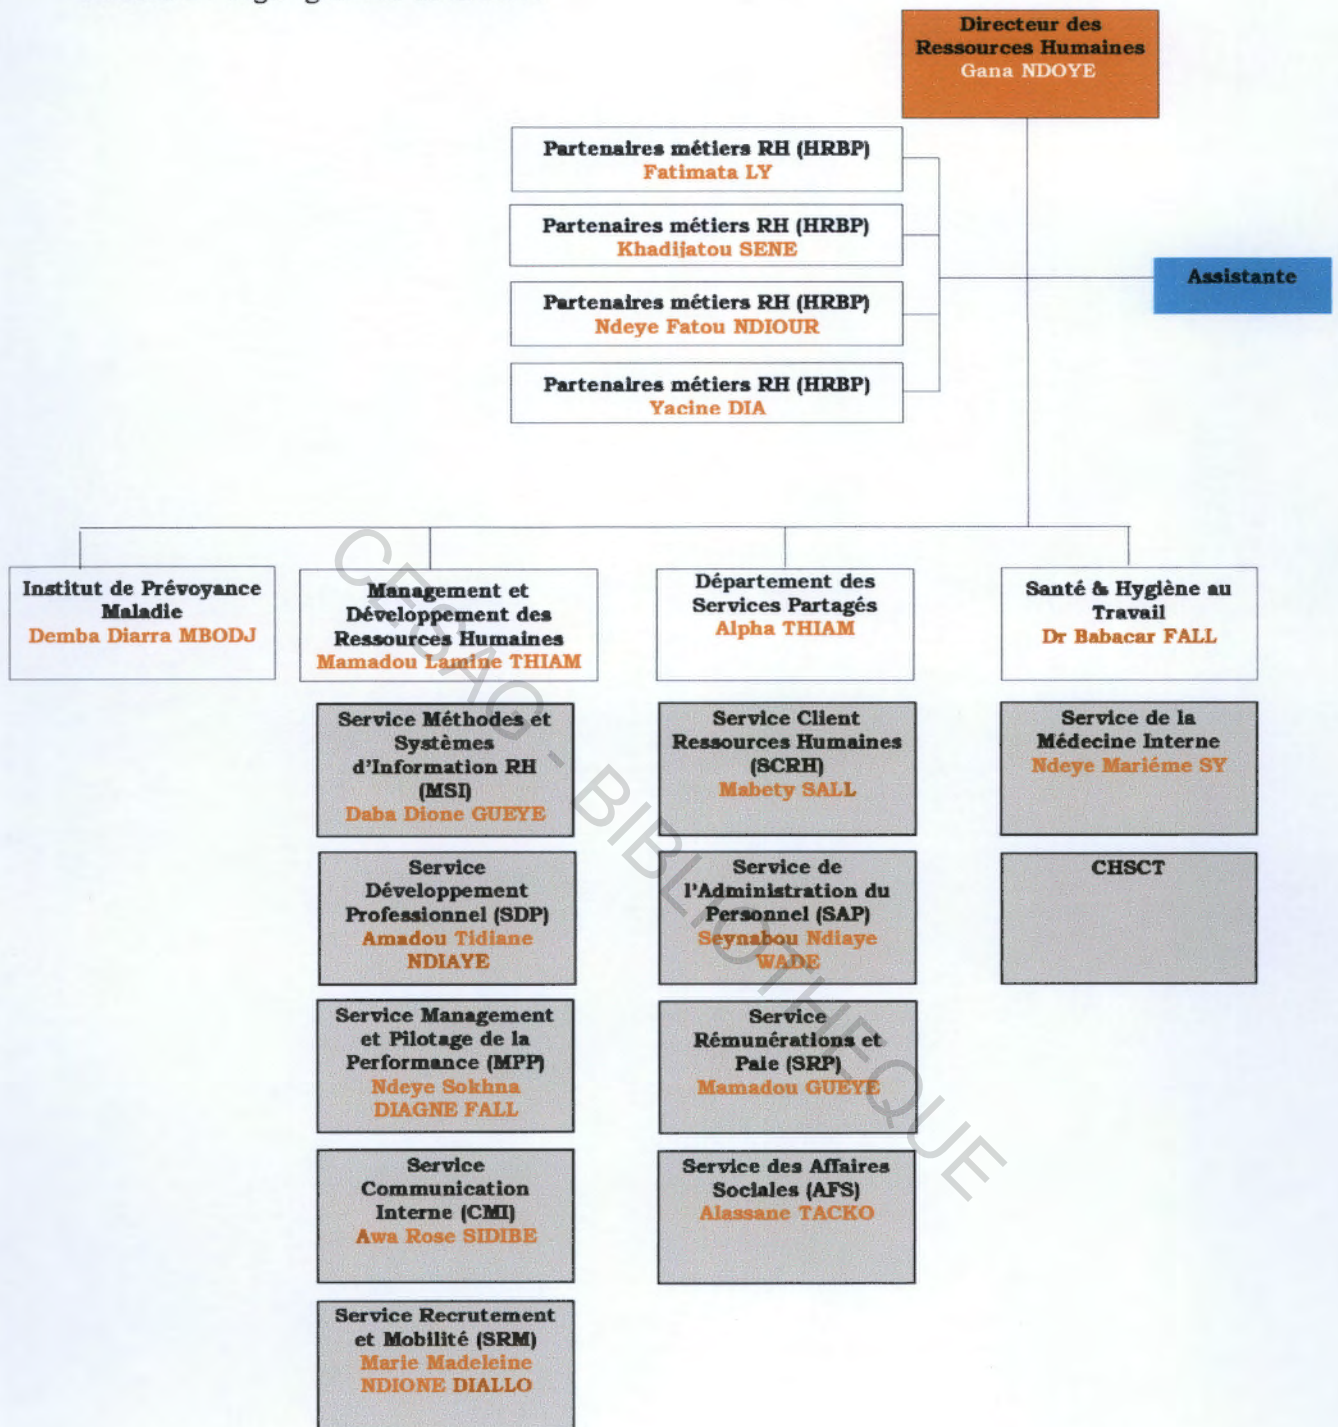 Directeur des
Ressources Humaines
Gana NDOYE
Partenaires métiers RH (HRBP)
Fatimata LY
Partenaires métiers RH (HRBP)
Khadijatou SENE
Assistante
Partenaires métiers RH (HRBP)
Ndeye Fatou NDIOUR
Partenaires métiers RH (HRBP)
Yacine DIA
Institut de Prévoyance
Maladie
Demba Diarra MBODJ
Management et
Développement des
Ressources Humaines
Mamadou Lamine THIAM
Département des
Services Partagés
Alpha THIAM
Santé & Hygiène au
Travail
Dr Babacar FALL
Service Méthodes et
Systèmes
d'Information RH
(MSI)
Daba Dione GUEYE
Service Client
Ressources Humaines
(SCRH)
Mabety SALL
Service de la
Médecine Interne
Ndeye Mariéme SY
Service
Développement
Professionnel (SDP)
Amadou Tidiane
NDIAYE
Service de
l'Administration du
Personnel (SAP)
Seynabou Ndiaye
WADE
CHSCT
Service Management
et Pilotage de la
Performance (MPP)
Ndeye Sokhna
DIAGNE FALL
Service
Rémunérations et
Paie (SRP)
Mamadou GUEYE
Service
Communication
Interne (CMI)
Awa Rose SIDIBE
Service des Affaires
Sociales (AFS)
Alassane TACKO
Service Recrutement
et Mobilité (SRM)
Marie Madeleine
NDIONE DIALLO
CESAG - BIBLIOTHEQUE